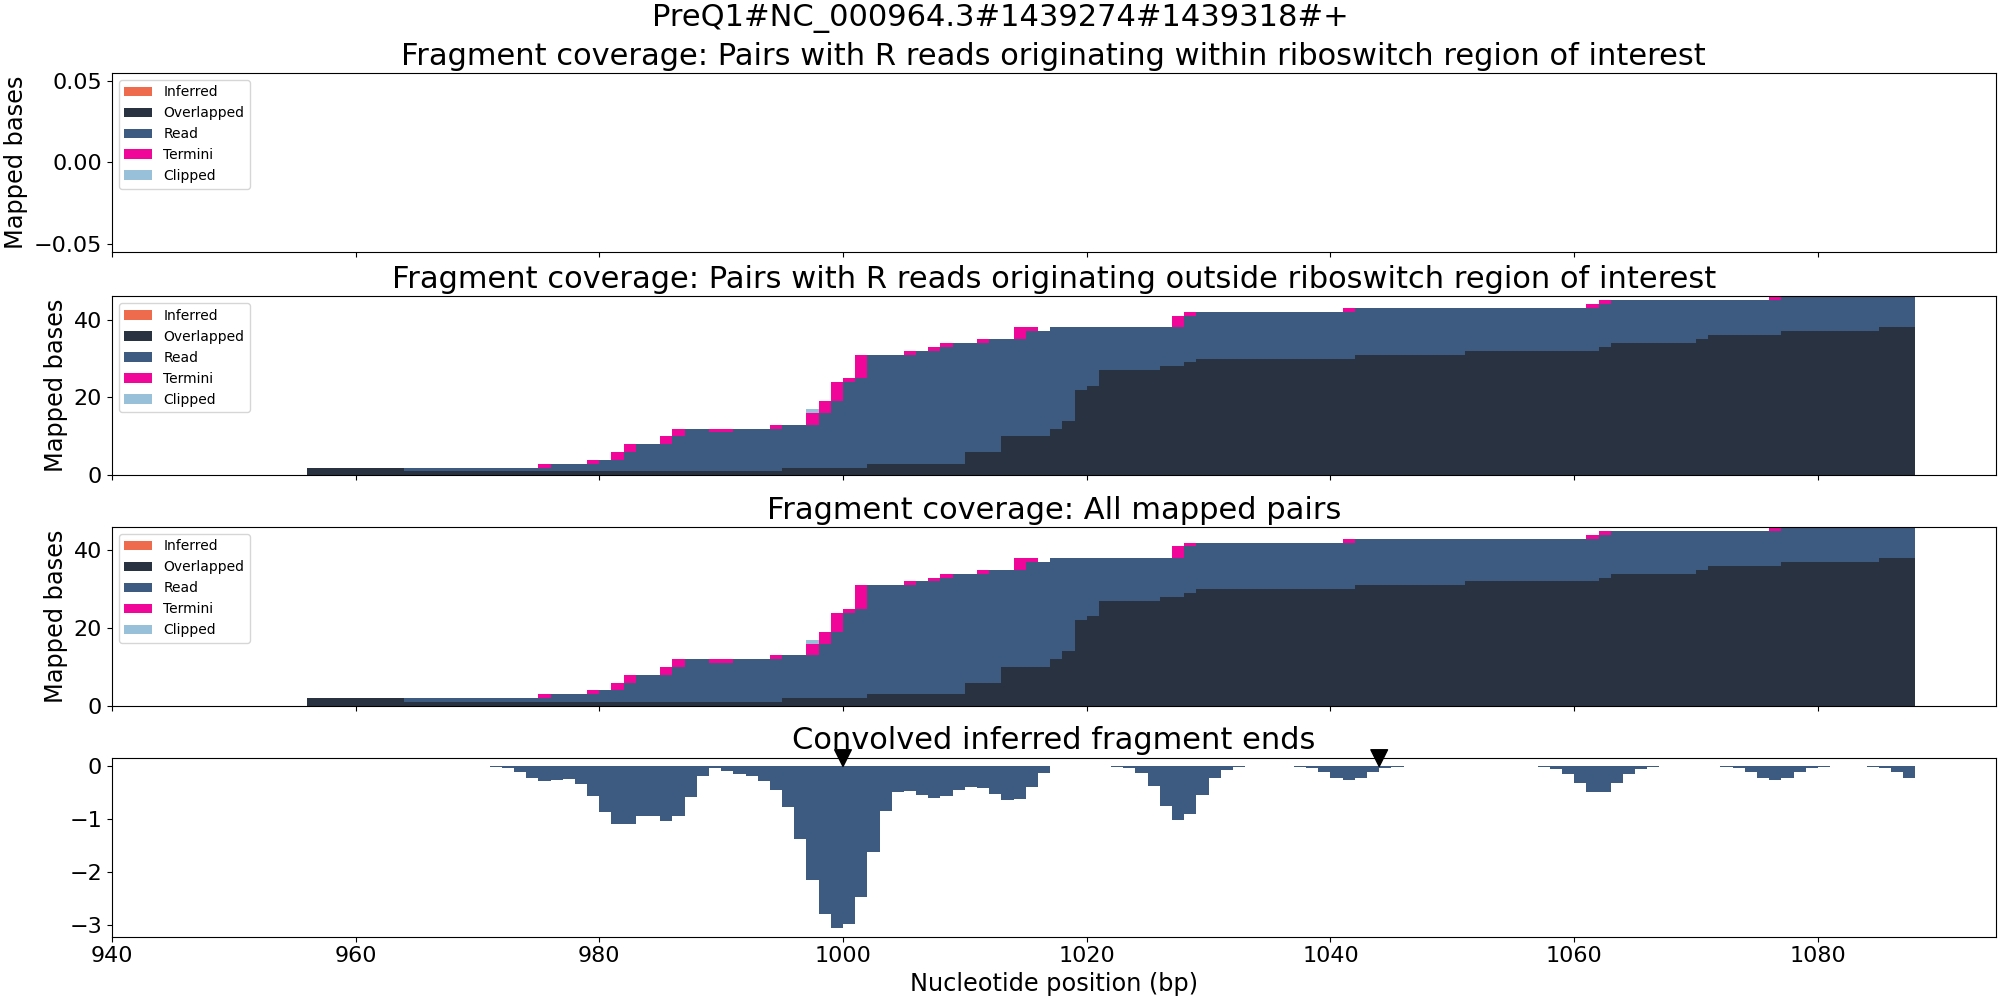 PreQ1#NC_000964.3#1439274#1439318#+
Fragment coverage: Pairs with R reads originating within riboswitch region of interest
Mapped bases
0.05
0.00
−0.05
Inferred
Overlapped
Read
Termini
Clipped
Fragment coverage: Pairs with R reads originating outside riboswitch region of interest
Mapped bases
40
20
0
Inferred
Overlapped
Read
Termini
Clipped
Fragment coverage: All mapped pairs
Mapped bases
40
20
0
Inferred
Overlapped
Read
Termini
Clipped
Convolved inferred fragment ends
0
−1
−2
−3
940 960 980 1000 1020 1040 1060 1080
Nucleotide position (bp)